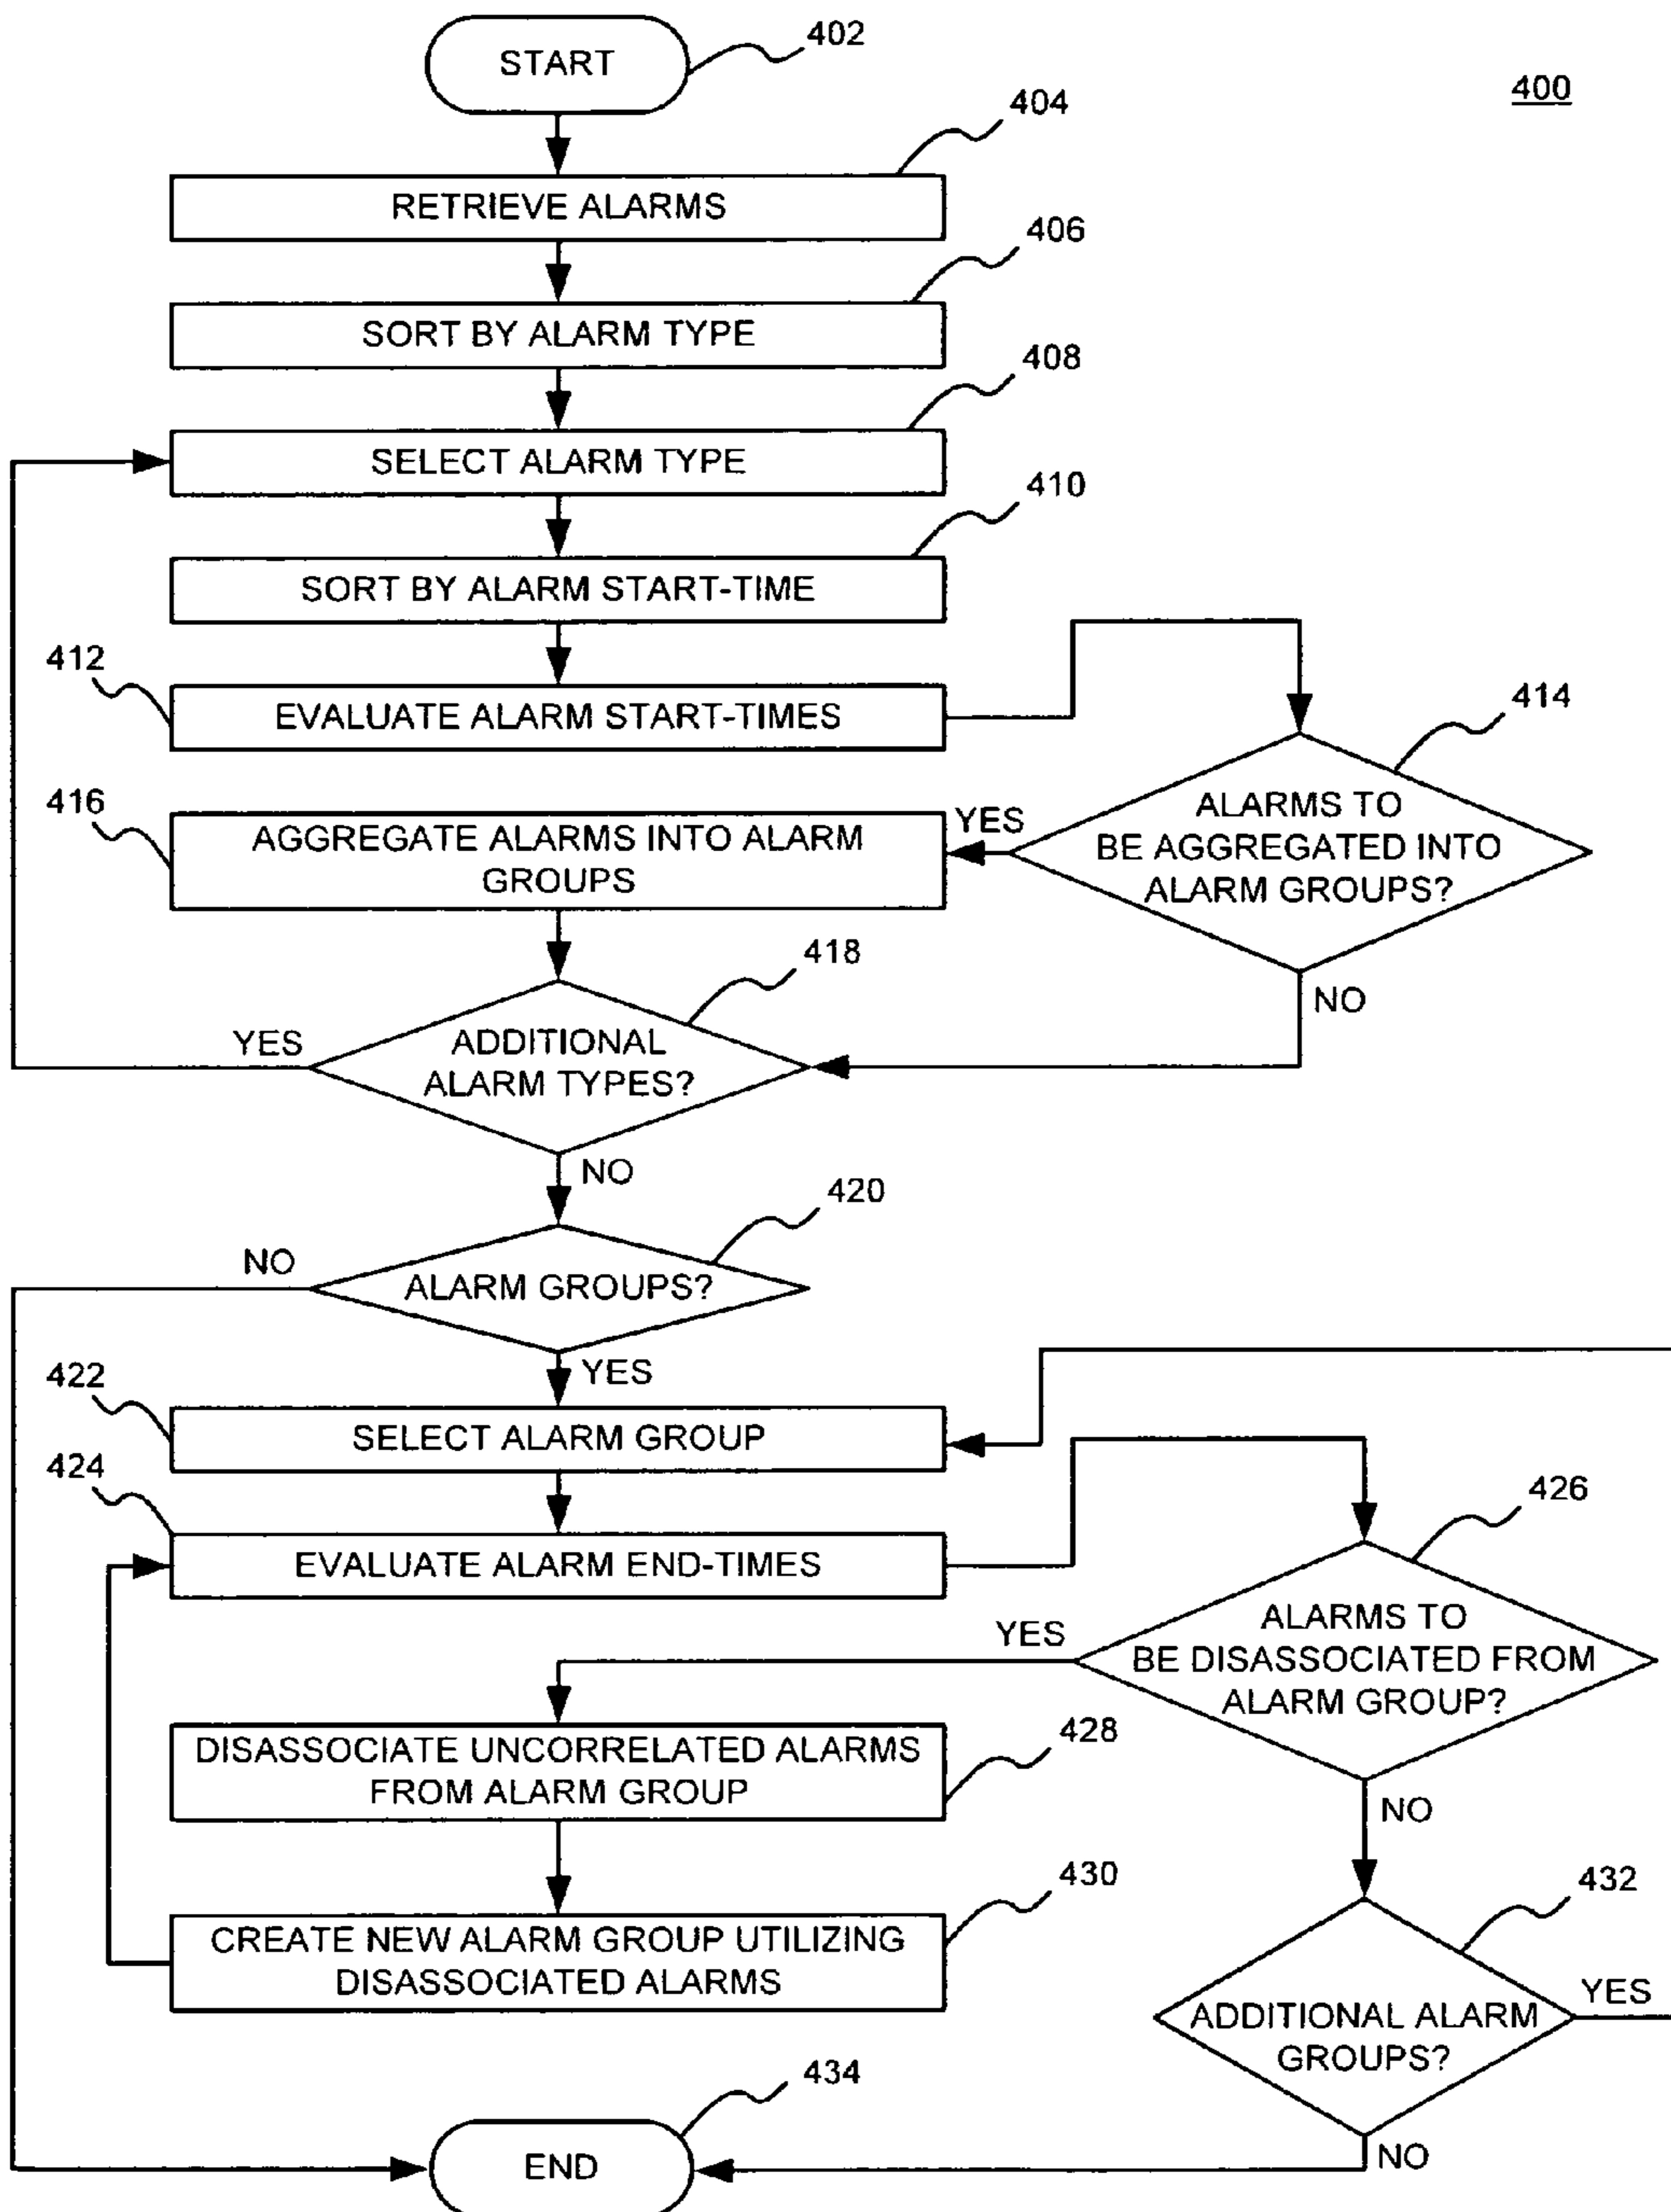 START
402
400
404
RETRIEVE ALARMS
406
SORT BY ALARM TYPE
408
SELECT ALARM TYPE
410
SORT BY ALARM START-TIME
412
EVALUATE ALARM START-TIMES
414
ALARMS TO
BE AGGREGATED INTO
ALARM GROUPS?
YES
NO
416
AGGREGATE ALARMS INTO ALARM
GROUPS
418
ADDITIONAL
ALARM TYPES?
YES
NO
420
ALARM GROUPS?
NO
YES
422
SELECT ALARM GROUP
424
EVALUATE ALARM END-TIMES
426
ALARMS TO
BE DISASSOCIATED FROM
ALARM GROUP?
YES
NO
428
DISASSOCIATE UNCORRELATED ALARMS
FROM ALARM GROUP
430
CREATE NEW ALARM GROUP UTILIZING
DISASSOCIATED ALARMS
432
ADDITIONAL ALARM
GROUPS?
YES
NO
434
END